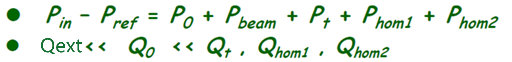 ● P_in - P_ref = P_0 + P_beam + P_t + P_hom1 + P_hom2
● Qext<< Q_0 << Q_t , Q_hom1 , Q_hom2